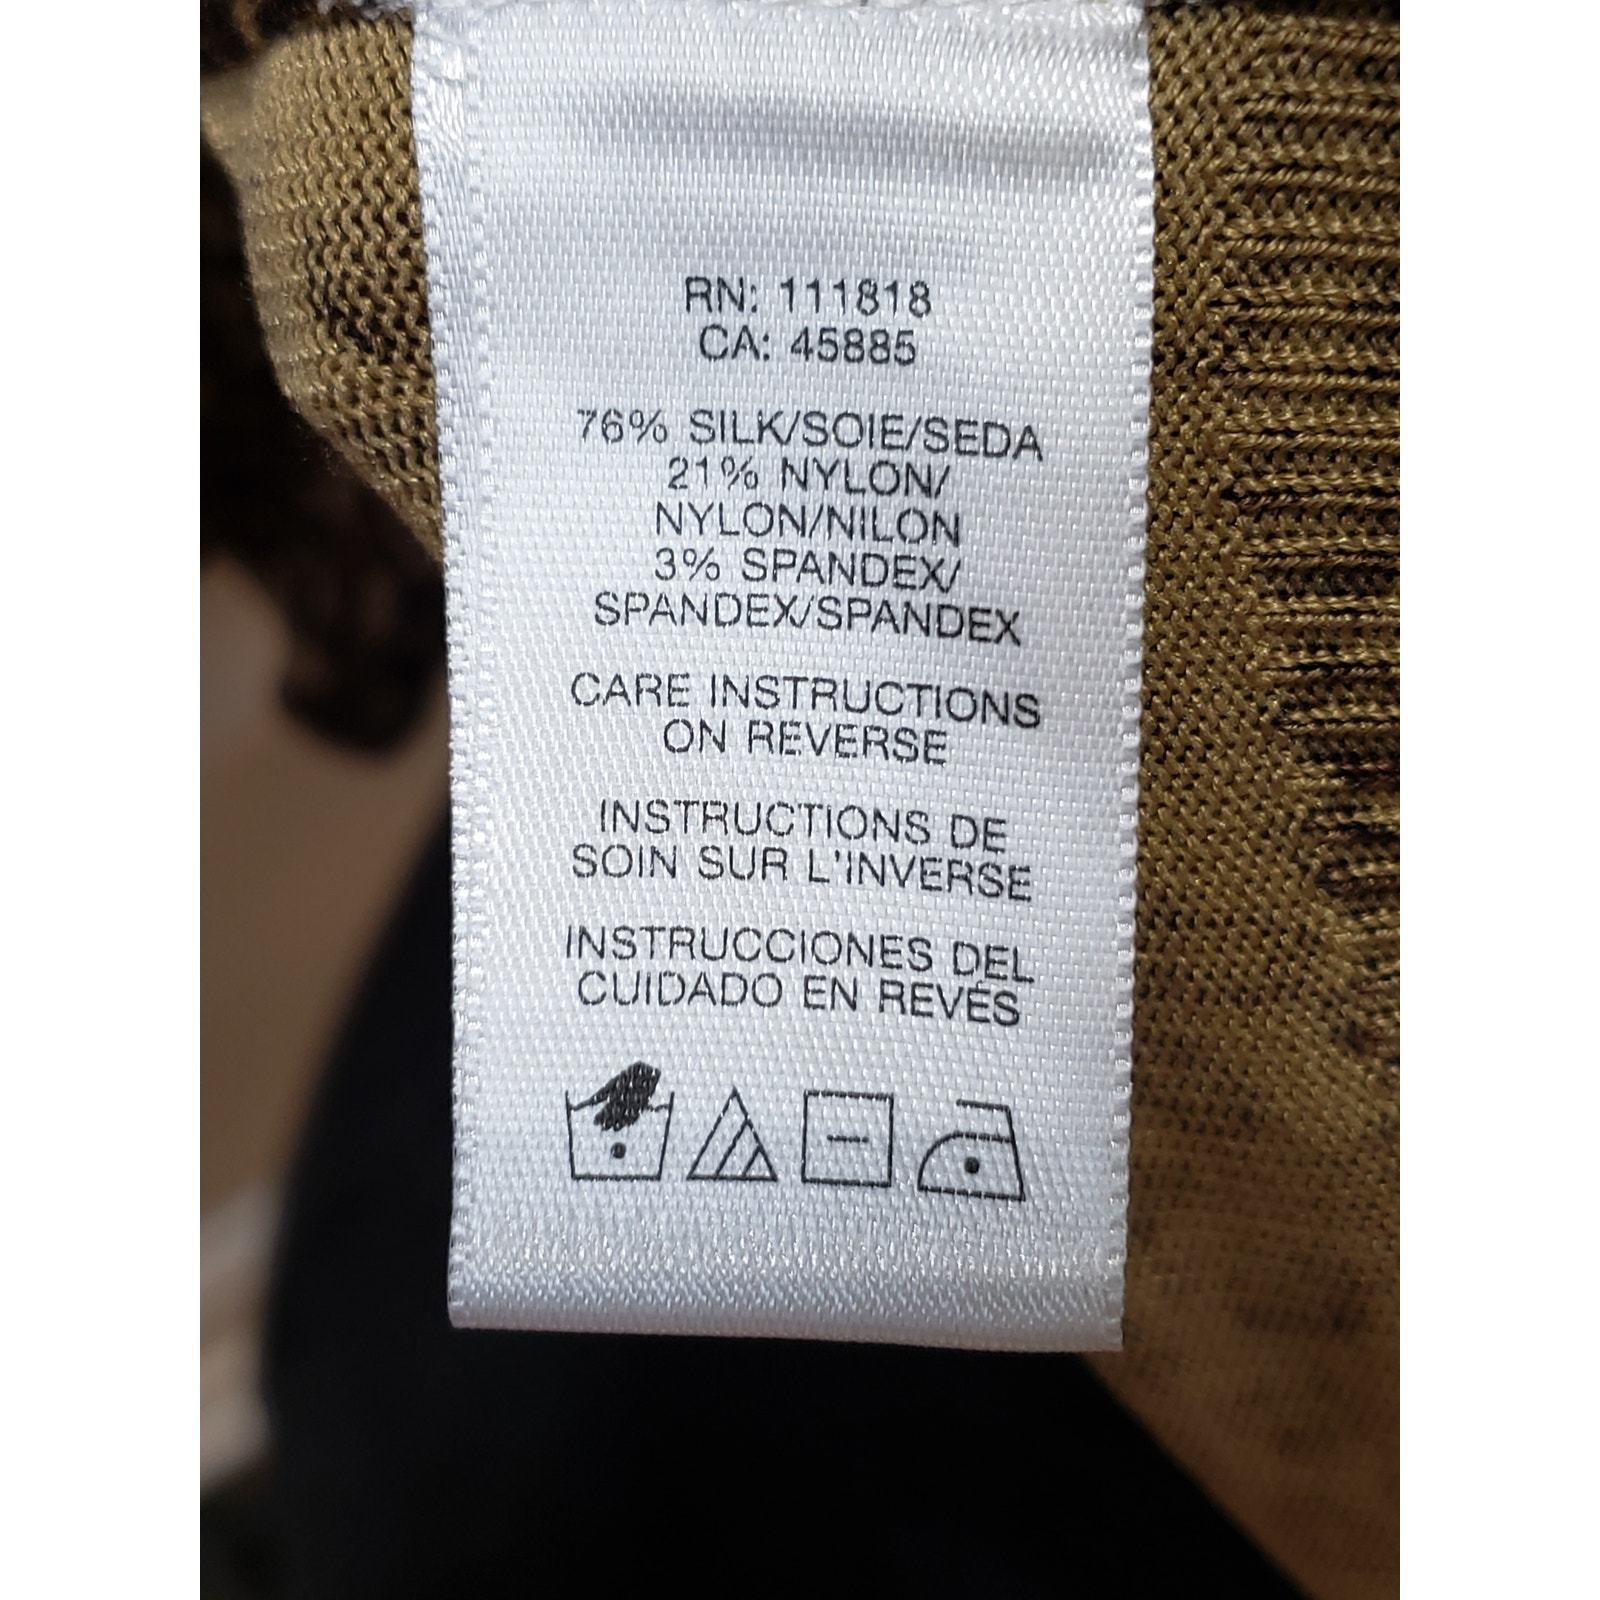 RN: 111818
CA: 45885
76% SILK/SOIE/SEDA
21% NYLON/
NYLON/NILON
3% SPANDEX/
SPANDEX/SPANDEX
CARE INSTRUCTIONS
ON REVERSE
INSTRUCTIONS DE
SOIN SUR L'INVERSE
INSTRUCCIONES DEL
CUIDADO EN REVÉS